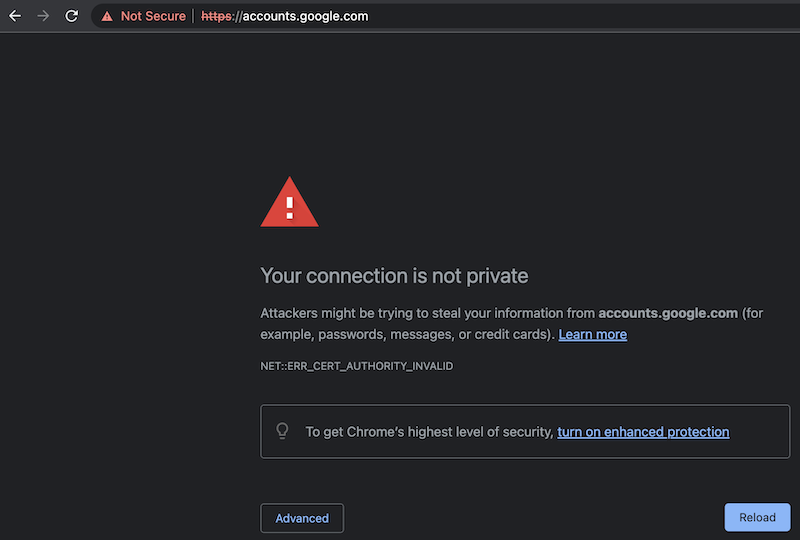 Not Secure | https://accounts.google.com
Your connection is not private
Attackers might be trying to steal your information from accounts.google.com (for
example, passwords, messages, or credit cards). Learn more
NET::ERR_CERT_AUTHORITY_INVALID
To get Chrome’s highest level of security, turn on enhanced protection
Advanced
Reload